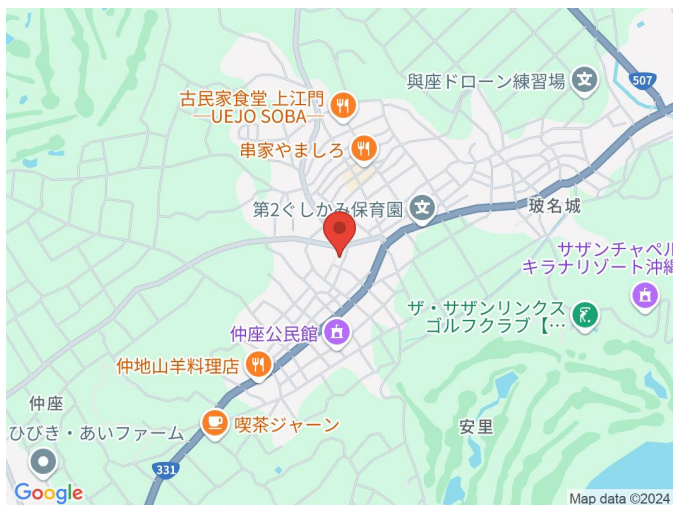 與座ドローン練習場
507
古民家食堂 上江門
―UEJO SOBA―
串家やましろ
第2ぐしかみ保育園
玻名城
サザンチャペル
キラナリゾート沖縄
ザ・サザンリンクス
ゴルフクラブ【…
仲座公民館
仲地山羊料理店
仲座
喫茶ジャーン
安里
ひびき・あいファーム
331
Google
Map data ©2024